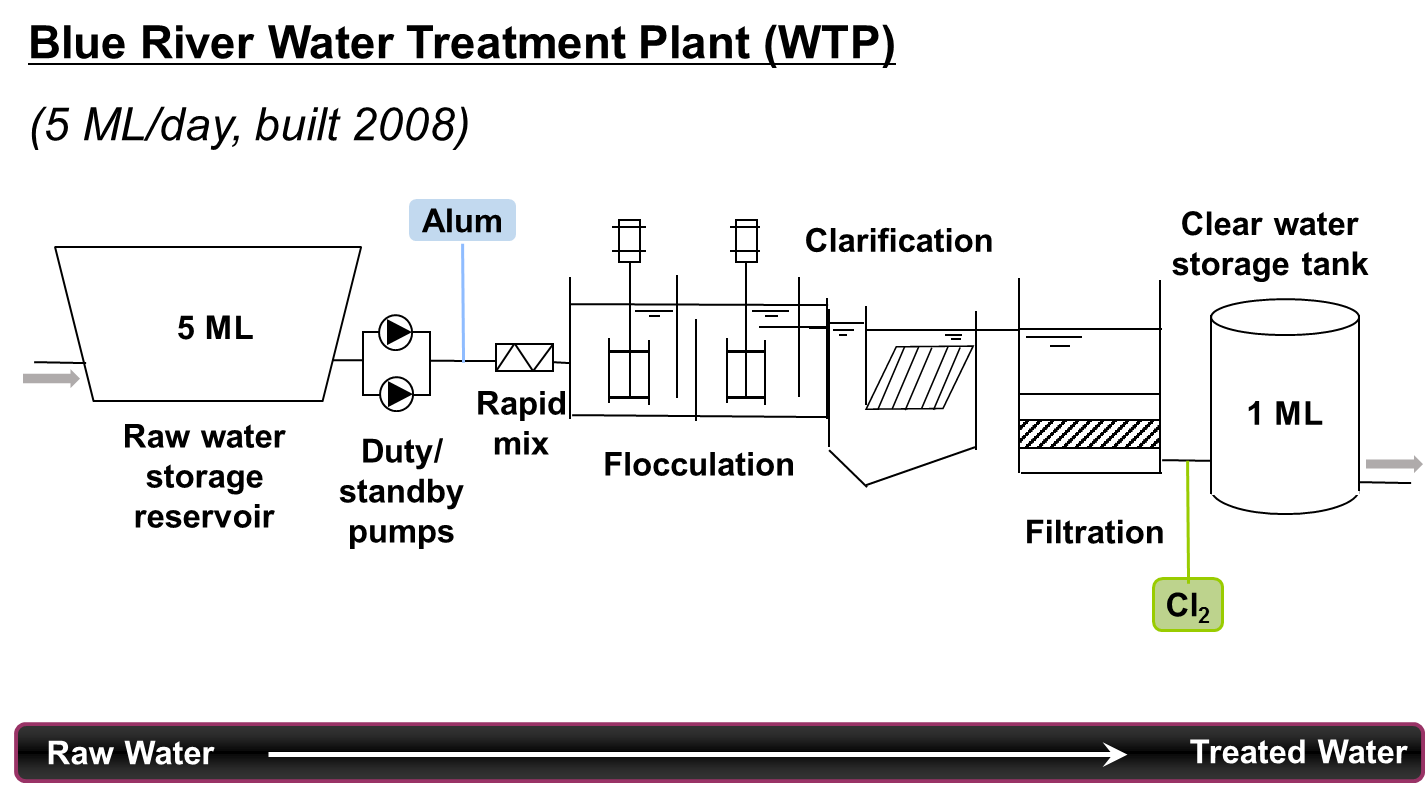 Blue River Water Treatment Plant (WTP)
(5 ML/day, built 2008)
Alum
Clarification
Clear water
storage tank
5 ML
1 ML
Raw water
storage
reservoir
Duty/
standby
pumps
Rapid
mix
Flocculation
Filtration
Cl₂
Raw Water
Treated Water